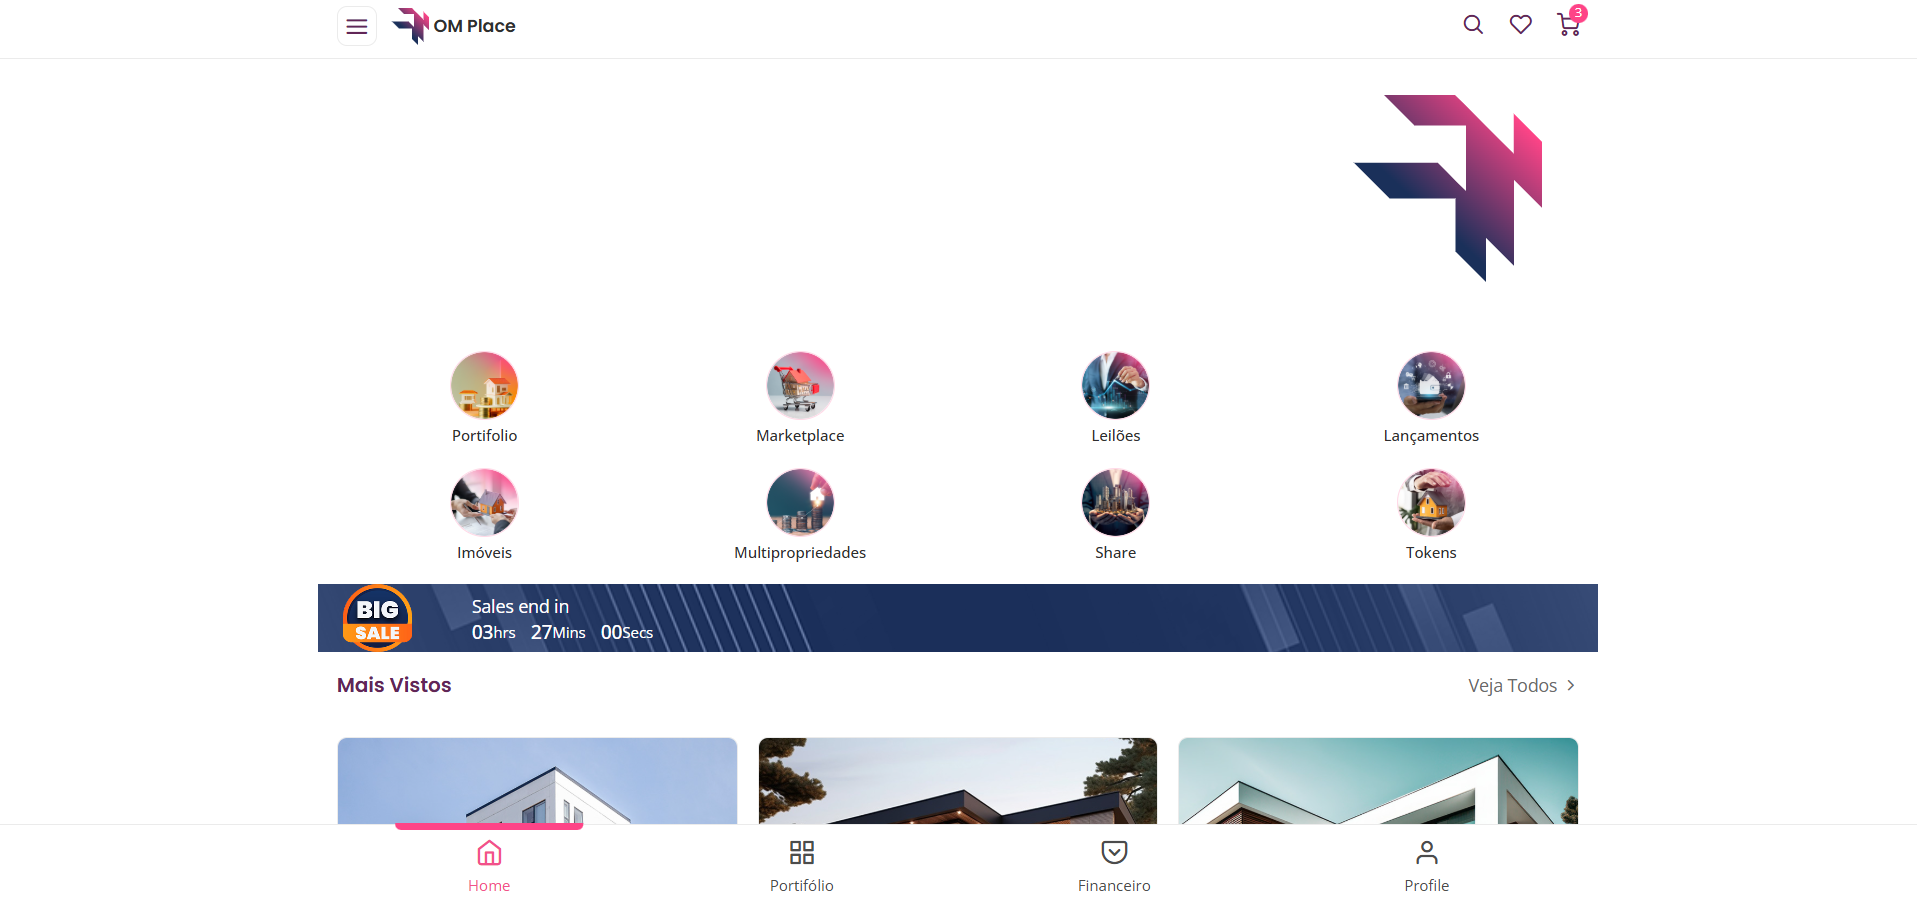 OM Place
3
Portifolio
Marketplace
Leilões
Lançamentos
Imóveis
Multipropriedades
Share
Tokens
BIG
SALE
Sales end in
03hrs 27Mins 00Secs
Mais Vistos
Veja Todos
Home
Portifólio
Financeiro
Profile